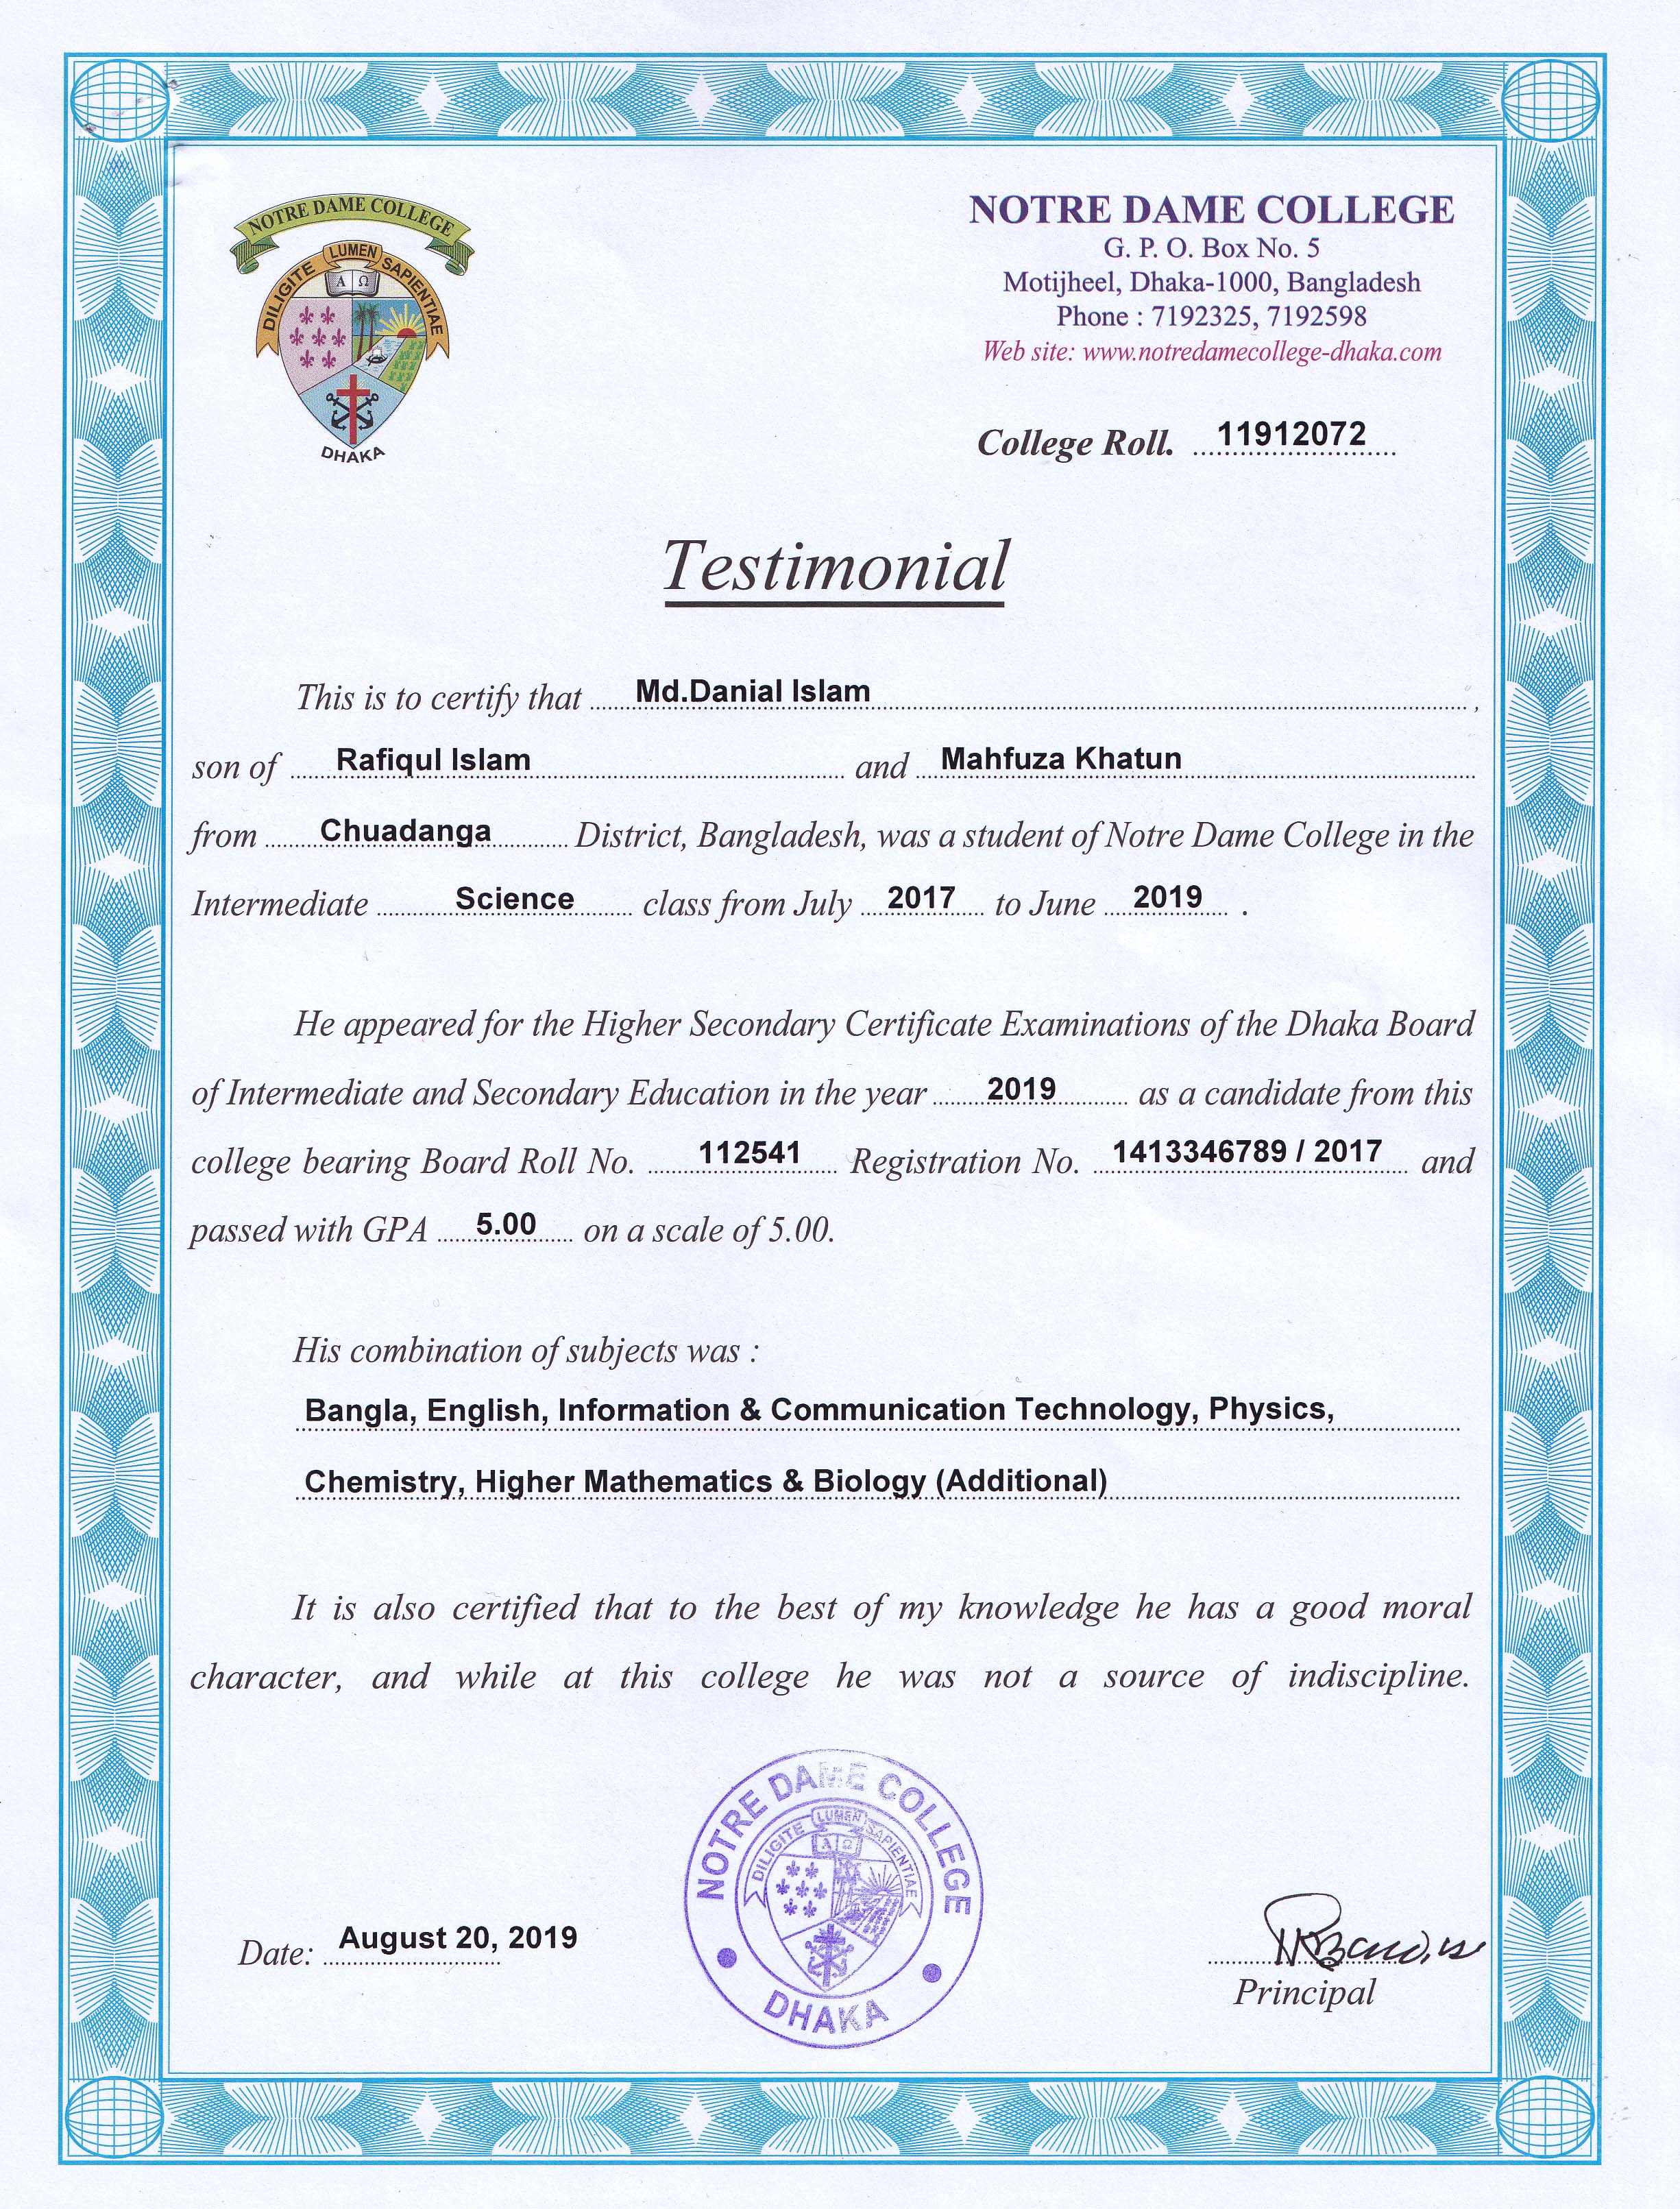 NOTRE DAME COLLEGE
DILIGITE LUMEN SAPIENTIAE
Α Ω
DHAKA
NOTRE DAME COLLEGE
G. P. O. Box No. 5
Motijheel, Dhaka-1000, Bangladesh
Phone : 7192325, 7192598
Web site: www.notredamecollege-dhaka.com
College Roll. 11912072
Testimonial
This is to certify that Md.Danial Islam ,
son of Rafiqul Islam and Mahfuza Khatun
from Chuadanga District, Bangladesh, was a student of Notre Dame College in the
Intermediate Science class from July 2017 to June 2019 .
He appeared for the Higher Secondary Certificate Examinations of the Dhaka Board
of Intermediate and Secondary Education in the year 2019 as a candidate from this
college bearing Board Roll No. 112541 Registration No. 1413346789 / 2017 and
passed with GPA 5.00 on a scale of 5.00.
His combination of subjects was :
Bangla, English, Information & Communication Technology, Physics,
Chemistry, Higher Mathematics & Biology (Additional)
It is also certified that to the best of my knowledge he has a good moral
character, and while at this college he was not a source of indiscipline.
NOTRE DAME COLLEGE
DILIGITE LUMEN SAPIENTIAE
Α Ω
DHAKA
Date: August 20, 2019
Principal